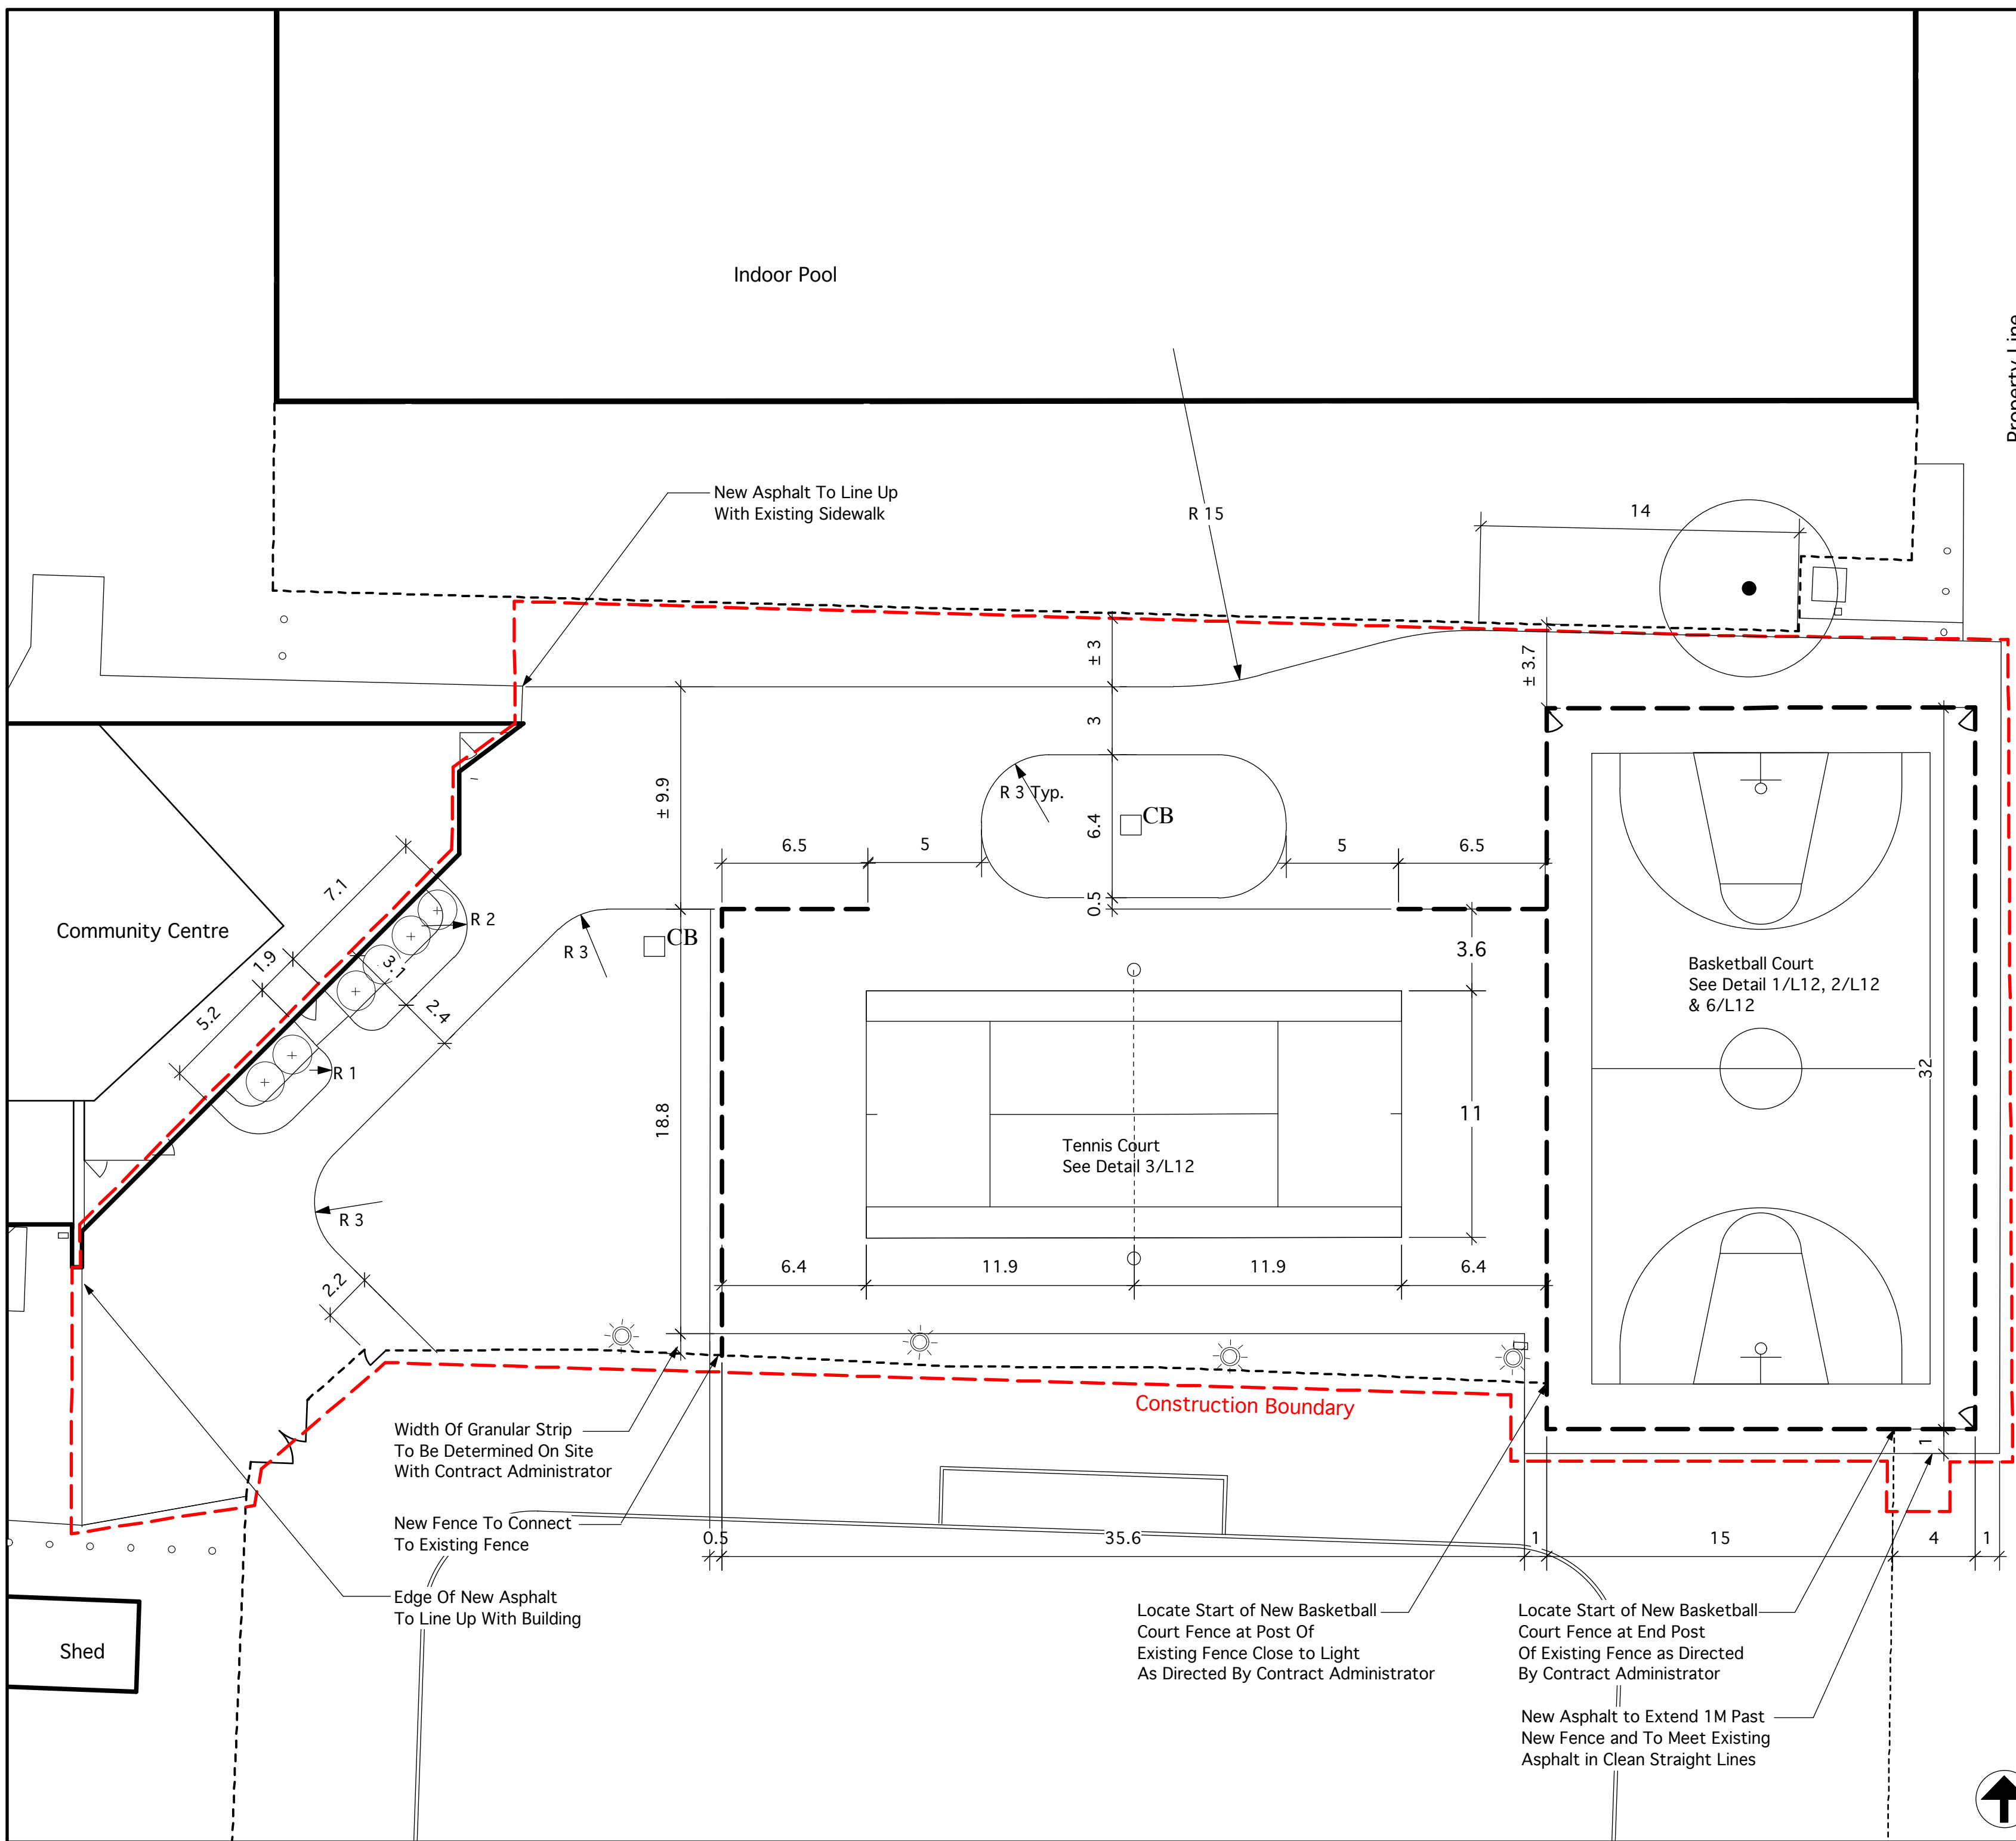 Indoor Pool
Property Line
New Asphalt To Line Up
With Existing Sidewalk
R 15
14
± 3
± 3.7
3
± 9.9
R 3 Typ.
CB
6.4
6.5
5
5
6.5
0.5
7.1
R 2
Community Centre
1.9
3.1
R 3
CB
3.6
5.2
2.4
Basketball Court
See Detail 1/L12, 2/L12
& 6/L12
R 1
32
18.8
11
Tennis Court
See Detail 3/L12
R 3
2.2
6.4
11.9
11.9
6.4
Construction Boundary
Width Of Granular Strip
To Be Determined On Site
With Contract Administrator
1
New Fence To Connect
To Existing Fence
0.5
35.6
1
15
4
1
Edge Of New Asphalt
To Line Up With Building
Locate Start of New Basketball
Court Fence at Post Of
Existing Fence Close to Light
As Directed By Contract Administrator
Locate Start of New Basketball
Court Fence at End Post
Of Existing Fence as Directed
By Contract Administrator
Shed
New Asphalt to Extend 1M Past
New Fence and To Meet Existing
Asphalt in Clean Straight Lines